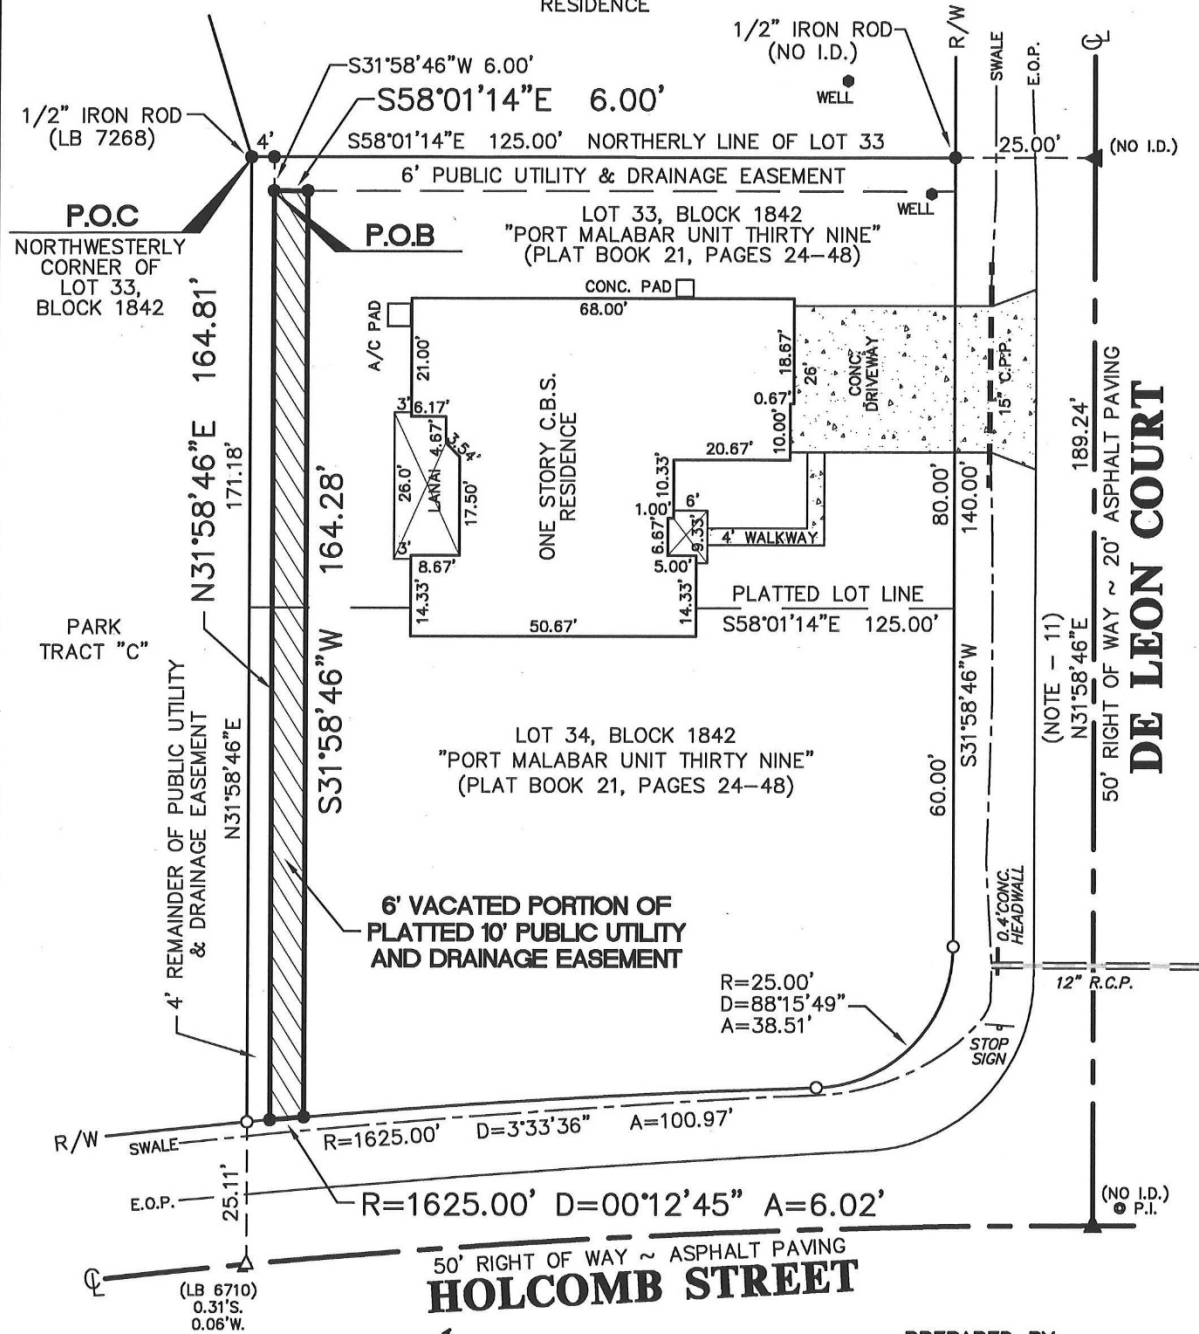 RESIDENCE
1/2" IRON ROD
(NO I.D.)
R/W
SWALE
E.O.P.
℄
S31°58'46"W 6.00'
S58°01'14"E 6.00'
WELL
1/2" IRON ROD
(LB 7268)
4'
S58°01'14"E 125.00' NORTHERLY LINE OF LOT 33
25.00'
(NO I.D.)
6' PUBLIC UTILITY & DRAINAGE EASEMENT
WELL
P.O.C
NORTHWESTERLY
CORNER OF
LOT 33,
BLOCK 1842
P.O.B
LOT 33, BLOCK 1842
"PORT MALABAR UNIT THIRTY NINE"
(PLAT BOOK 21, PAGES 24-48)
CONC. PAD
68.00'
A/C PAD
21.00'
18.67'
26'
CONC.
DRIVEWAY
15" C.P.P.
0.67'
10.00'
20.67'
3'
6.17'
4.67'
3.54'
26.0'
LANAI
17.50'
3'
8.67'
14.33'
ONE STORY C.B.S.
RESIDENCE
10.33'
1.00'
6'
6.67'
9.33'
5.00'
4' WALKWAY
14.33'
50.67'
PLATTED LOT LINE
S58°01'14"E 125.00'
N31°58'46"E 164.81'
171.18'
N31°58'46"E
S31°58'46"W 164.28'
80.00'
140.00'
S31°58'46"W
60.00'
189.24'
(NOTE - 11)
N31°58'46"E
50' RIGHT OF WAY ~ 20' ASPHALT PAVING
DE LEON COURT
PARK
TRACT "C"
4' REMAINDER OF PUBLIC UTILITY
& DRAINAGE EASEMENT
LOT 34, BLOCK 1842
"PORT MALABAR UNIT THIRTY NINE"
(PLAT BOOK 21, PAGES 24-48)
6' VACATED PORTION OF
PLATTED 10' PUBLIC UTILITY
AND DRAINAGE EASEMENT
0.4' CONC.
HEADWALL
12" R.C.P.
R=25.00'
D=88°15'49"
A=38.51'
STOP
SIGN
R/W
SWALE
R=1625.00' D=3°33'36" A=100.97'
E.O.P.
25.11'
R=1625.00' D=00°12'45" A=6.02'
(NO I.D.)
@ P.I.
50' RIGHT OF WAY ~ ASPHALT PAVING
HOLCOMB STREET
℄
(LB 6710)
0.31'S.
0.06'W.